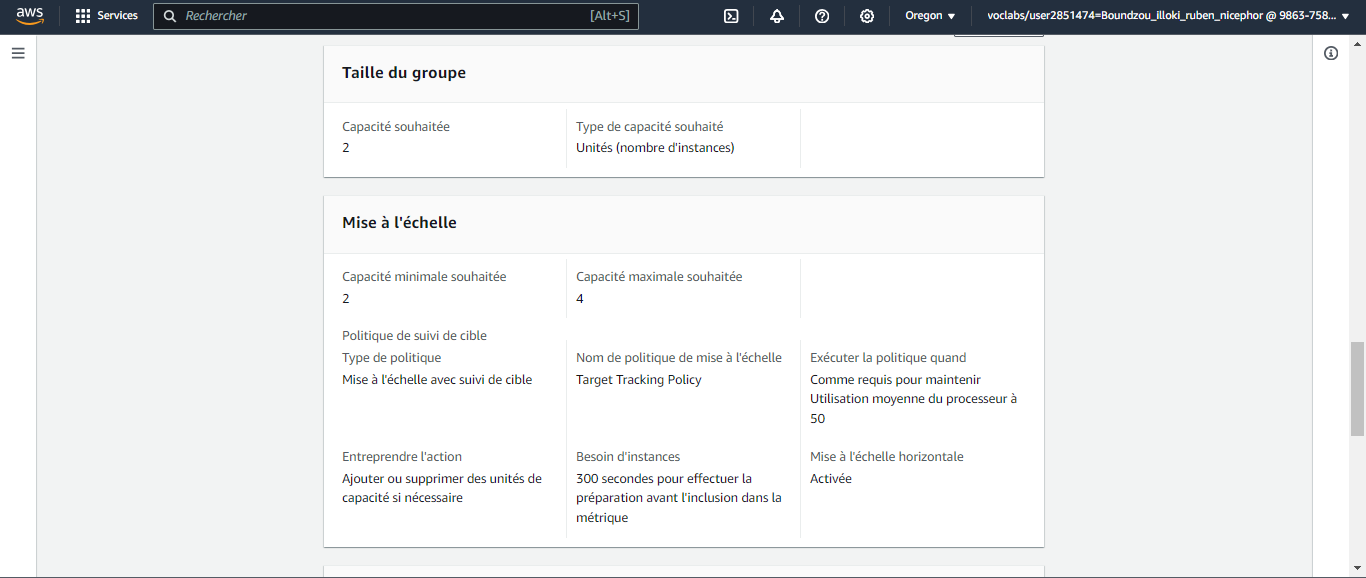 aws
Services
Rechercher
[Alt+S]
Oregon
voclabs/user2851474=Boundzou_illoki_ruben_nicephor @ 9863-758...
Taille du groupe
Capacité souhaitée
2
Type de capacité souhaité
Unités (nombre d'instances)
Mise à l'échelle
Capacité minimale souhaitée
2
Capacité maximale souhaitée
4
Politique de suivi de cible
Type de politique
Mise à l'échelle avec suivi de cible
Nom de politique de mise à l'échelle
Target Tracking Policy
Exécuter la politique quand
Comme requis pour maintenir
Utilisation moyenne du processeur à
50
Entreprendre l'action
Ajouter ou supprimer des unités de
capacité si nécessaire
Besoin d'instances
300 secondes pour effectuer la
préparation avant l'inclusion dans la
métrique
Mise à l'échelle horizontale
Activée